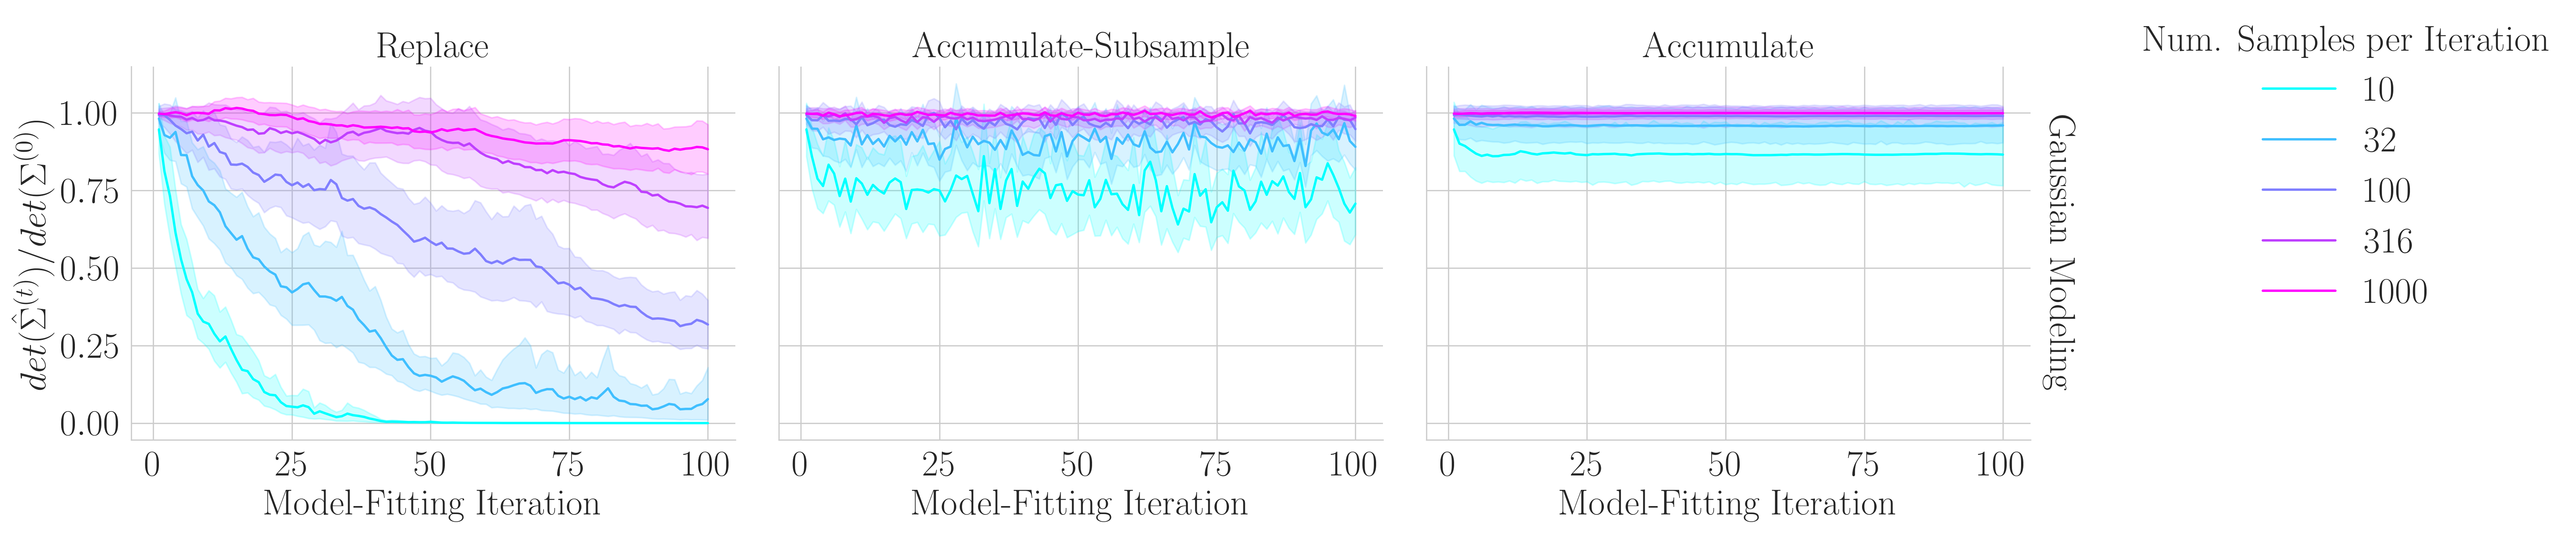 Replace
Accumulate-Subsample
Accumulate
Num. Samples per Iteration
10
32
100
316
1000
det(Σ̂^(t))/det(Σ^(0))
1.00
0.75
0.50
0.25
0.00
0 25 50 75 100
0 25 50 75 100
0 25 50 75 100
Model-Fitting Iteration
Model-Fitting Iteration
Model-Fitting Iteration
Gaussian Modeling